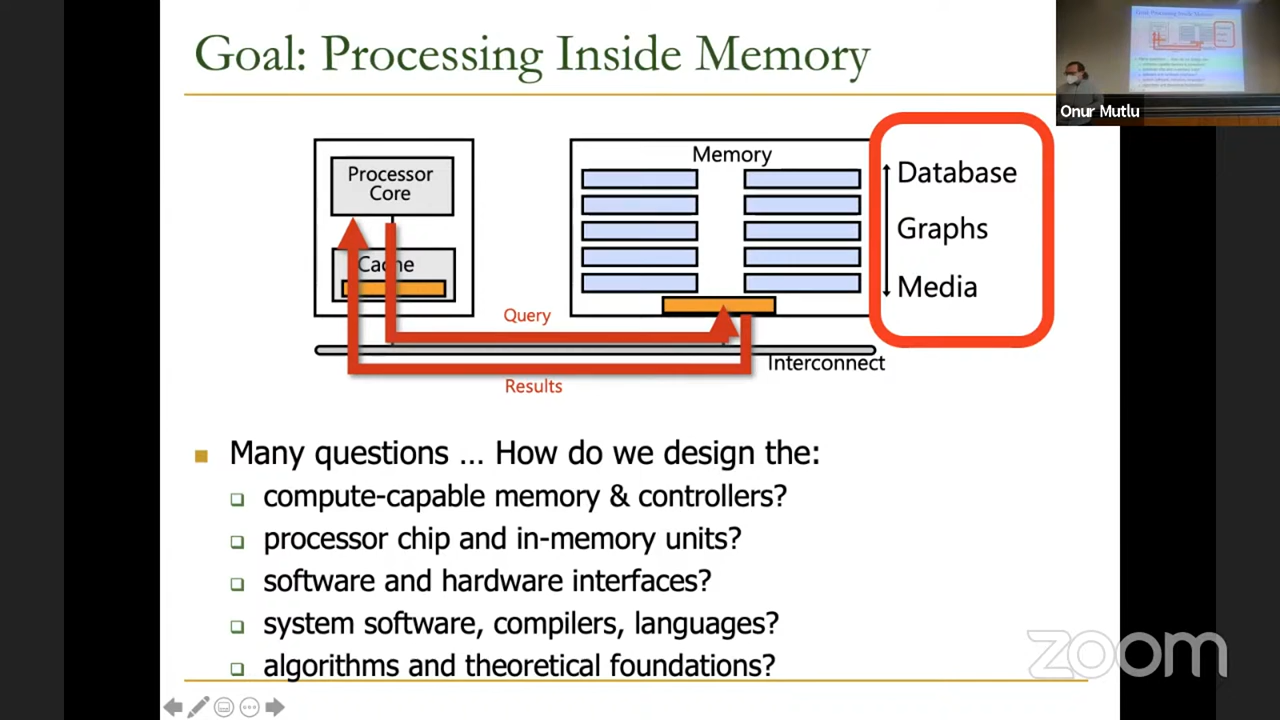 Goal: Processing Inside Memory
Onur Mutlu
Processor
Core
Cache
Memory
Database
Graphs
Media
Query
Interconnect
Results
Many questions … How do we design the:
compute-capable memory & controllers?
processor chip and in-memory units?
software and hardware interfaces?
system software, compilers, languages?
algorithms and theoretical foundations?
zoom